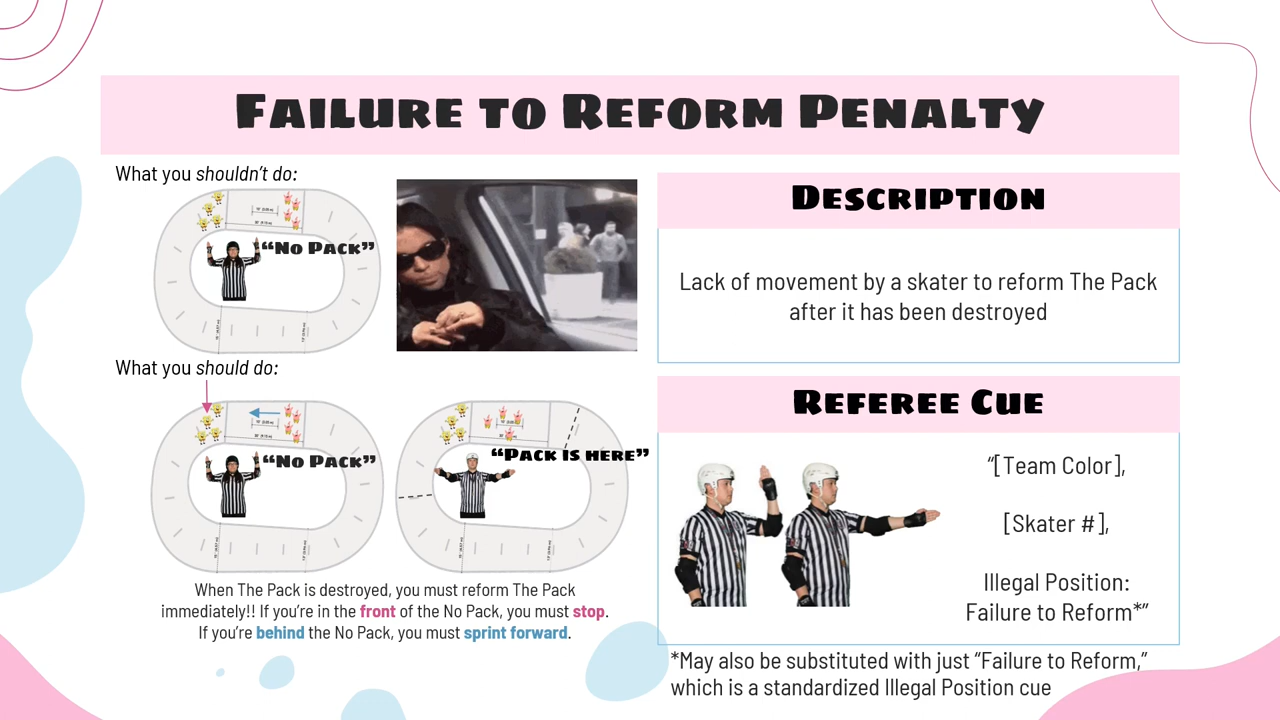 Failure to Reform Penalty
What you shouldn't do:
"No Pack"
What you should do:
"No Pack"
"Pack is here"
When The Pack is destroyed, you must reform The Pack
immediately!! If you're in the front of the No Pack, you must stop.
If you're behind the No Pack, you must sprint forward.
Description
Lack of movement by a skater to reform The Pack
after it has been destroyed
Referee Cue
"[Team Color],
[Skater #],
Illegal Position:
Failure to Reform*"
*May also be substituted with just "Failure to Reform,"
which is a standardized Illegal Position cue